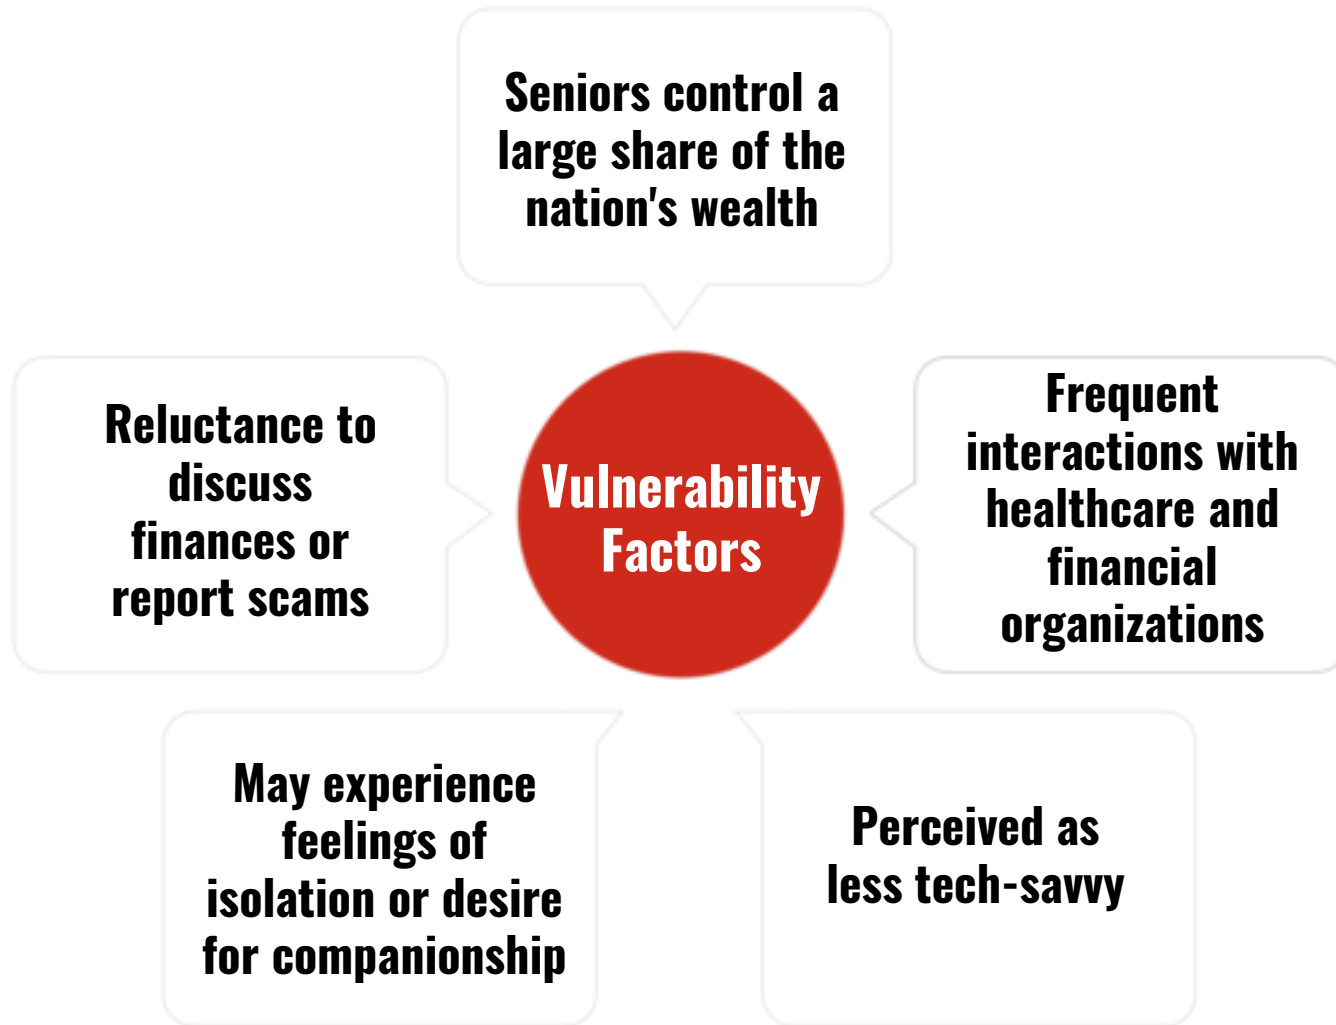 Seniors control a
large share of the
nation's wealth
Reluctance to
discuss
finances or
report scams
Vulnerability
Factors
Frequent
interactions with
healthcare and
financial
organizations
May experience
feelings of
isolation or desire
for companionship
Perceived as
less tech-savvy